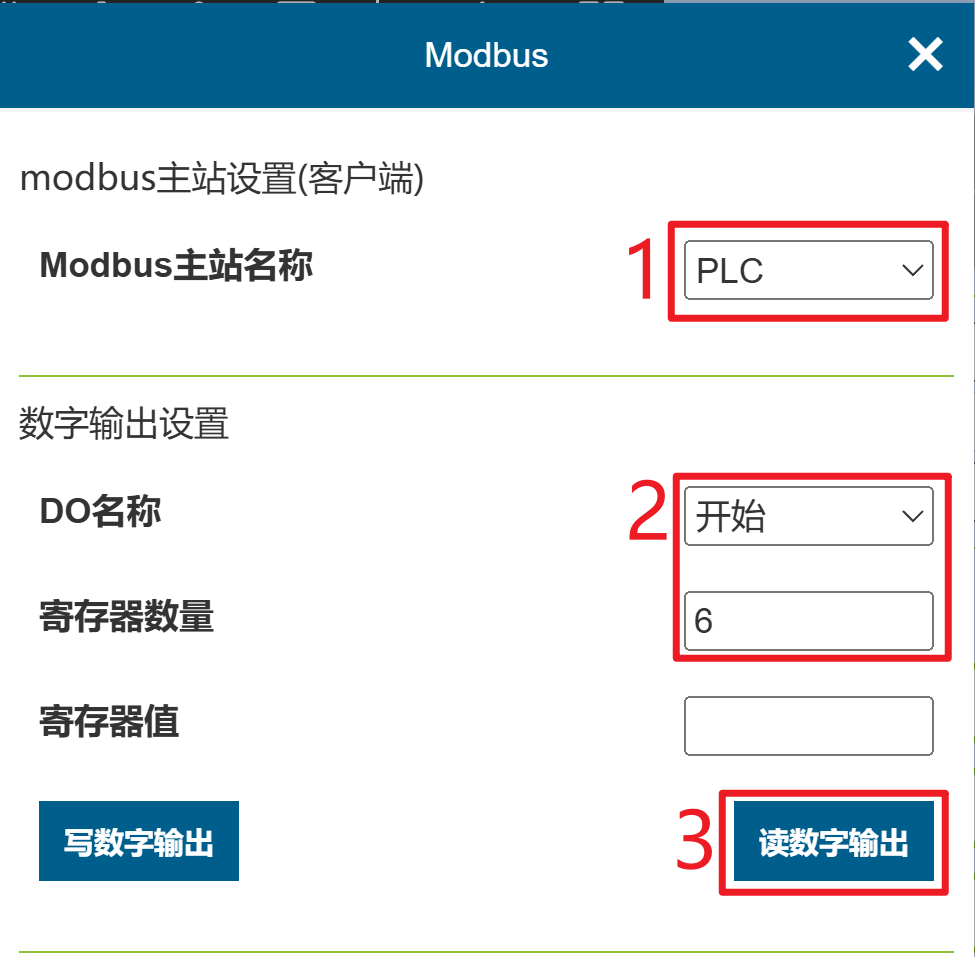 Modbus
modbus主站设置(客户端)
Modbus主站名称
1
PLC
数字输出设置
DO名称
2
开始
寄存器数量
6
寄存器值
写数字输出
3
读数字输出